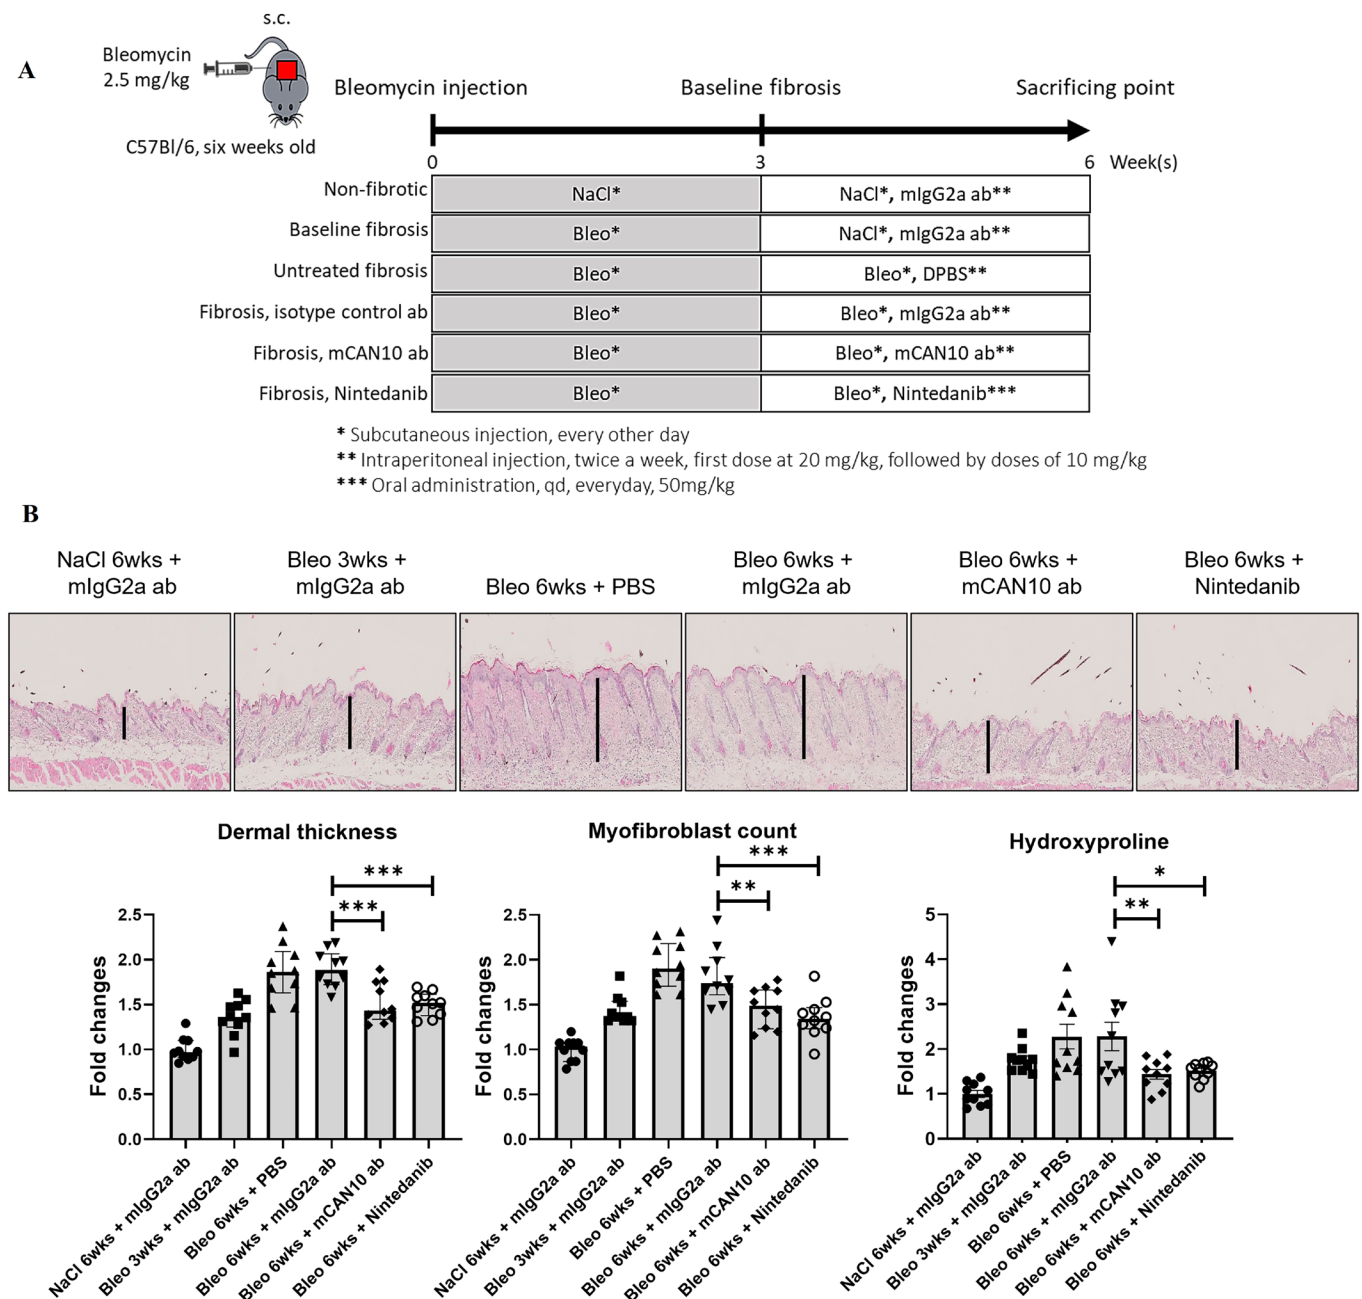 A
s.c.
Bleomycin
2.5 mg/kg
C57Bl/6, six weeks old
Bleomycin injection
Baseline fibrosis
Sacrificing point
0
3
6
Week(s)
Non-fibrotic
NaCl*
NaCl*, mIgG2a ab**
Baseline fibrosis
Bleo*
NaCl*, mIgG2a ab**
Untreated fibrosis
Bleo*
Bleo*, DPBS**
Fibrosis, isotype control ab
Bleo*
Bleo*, mIgG2a ab**
Fibrosis, mCAN10 ab
Bleo*
Bleo*, mCAN10 ab**
Fibrosis, Nintedanib
Bleo*
Bleo*, Nintedanib***
* Subcutaneous injection, every other day
** Intraperitoneal injection, twice a week, first dose at 20 mg/kg, followed by doses of 10 mg/kg
*** Oral administration, qd, everyday, 50mg/kg
B
NaCl 6wks +
mIgG2a ab
Bleo 3wks +
mIgG2a ab
Bleo 6wks + PBS
Bleo 6wks +
mIgG2a ab
Bleo 6wks +
mCAN10 ab
Bleo 6wks +
Nintedanib
Dermal thickness
***
***
Fold changes
2.5
2.0
1.5
1.0
0.5
0.0
NaCl 6wks + mIgG2a ab
Bleo 3wks + mIgG2a ab
Bleo 6wks + PBS
Bleo 6wks + mIgG2a ab
Bleo 6wks + mCAN10 ab
Bleo 6wks + Nintedanib
Myofibroblast count
***
**
Fold changes
2.5
2.0
1.5
1.0
0.5
0.0
NaCl 6wks + mIgG2a ab
Bleo 3wks + mIgG2a ab
Bleo 6wks + PBS
Bleo 6wks + mIgG2a ab
Bleo 6wks + mCAN10 ab
Bleo 6wks + Nintedanib
Hydroxyproline
*
**
Fold changes
5
4
3
2
1
0
NaCl 6wks + mIgG2a ab
Bleo 3wks + mIgG2a ab
Bleo 6wks + PBS
Bleo 6wks + mIgG2a ab
Bleo 6wks + mCAN10 ab
Bleo 6wks + Nintedanib